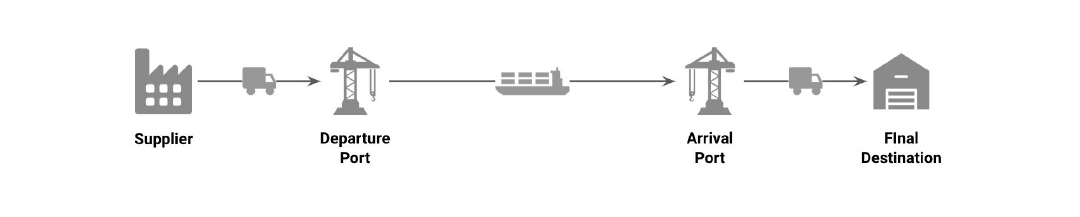 Supplier
Departure
Port
Arrival
Port
FInal
Destination